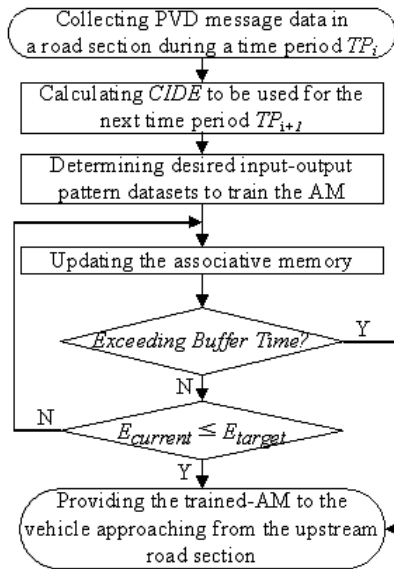 Collecting PVD message data in
a road section during a time period TPi
Calculating CIDE to be used for the
next time period TPi+1
Determining desired input-output
pattern datasets to train the AM
Updating the associative memory
Exceeding Buffer Time?
Y
N
N
Ecurrent ≤ Etarget
Y
Providing the trained-AM to the
vehicle approaching from the upstream
road section